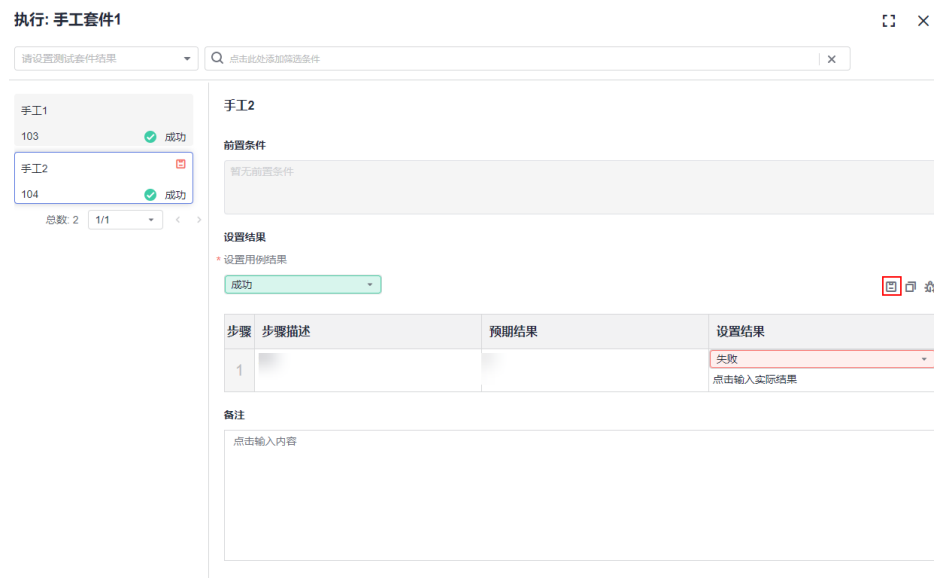 执行: 手工套件1
请设置测试套件结果
点击此处添加筛选条件
手工1
103 成功
手工2
104 成功
总数: 2 1/1
手工2
前置条件
暂无前置条件
设置结果
* 设置用例结果
成功
步骤 步骤描述 预期结果 设置结果
1 失败
点击输入实际结果
备注
点击输入内容